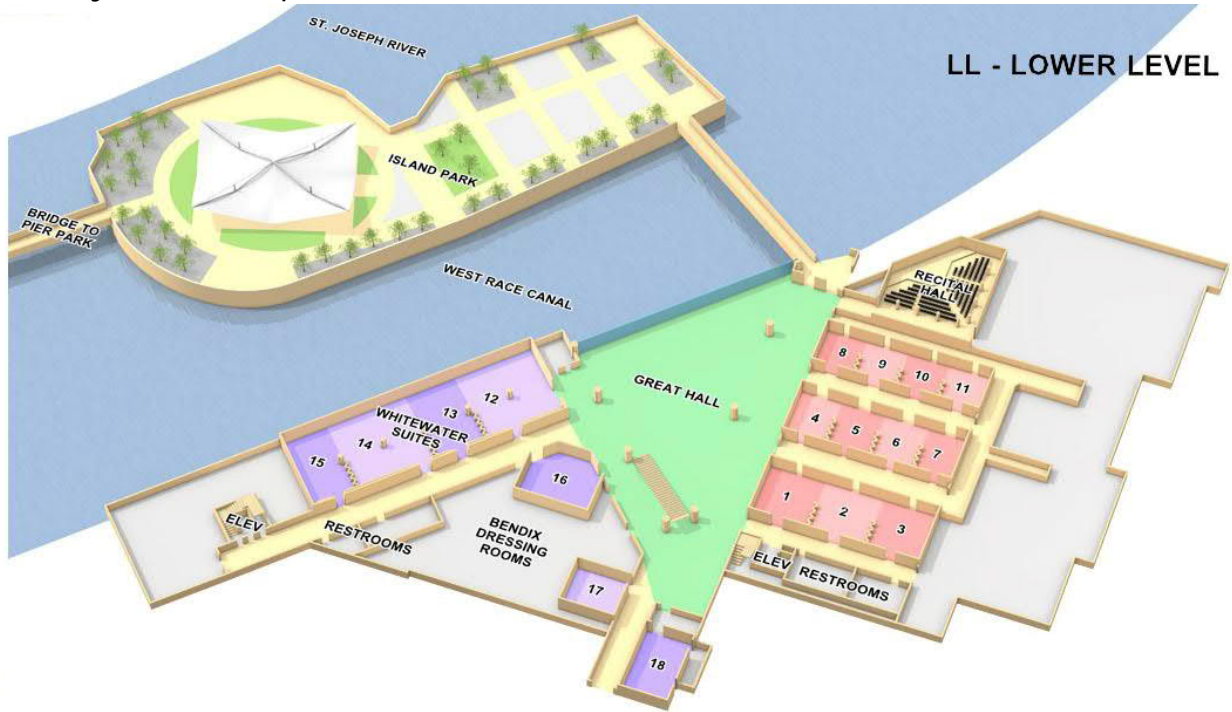 ST. JOSEPH RIVER
LL - LOWER LEVEL
ISLAND PARK
BRIDGE TO
PIER PARK
WEST RACE CANAL
RECITAL
HALL
8
9
10
11
GREAT HALL
12
13
WHITEWATER
SUITES
14
15
4
5
6
7
16
1
2
3
ELEV
RESTROOMS
BENDIX
DRESSING
ROOMS
ELEV
RESTROOMS
17
18